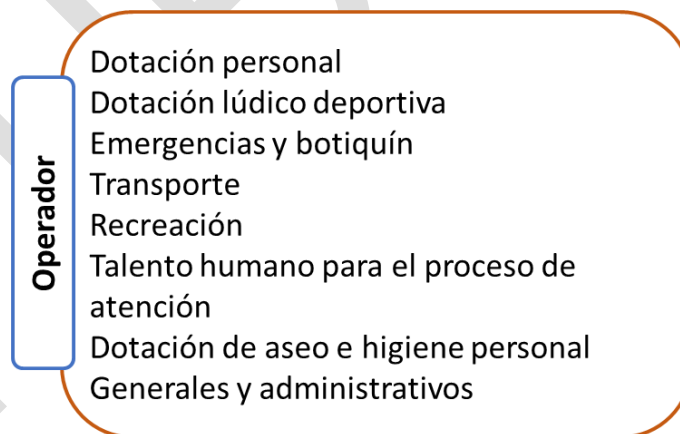 Operador
Dotación personal
Dotación lúdico deportiva
Emergencias y botiquín
Transporte
Recreación
Talento humano para el proceso de
atención
Dotación de aseo e higiene personal
Generales y administrativos